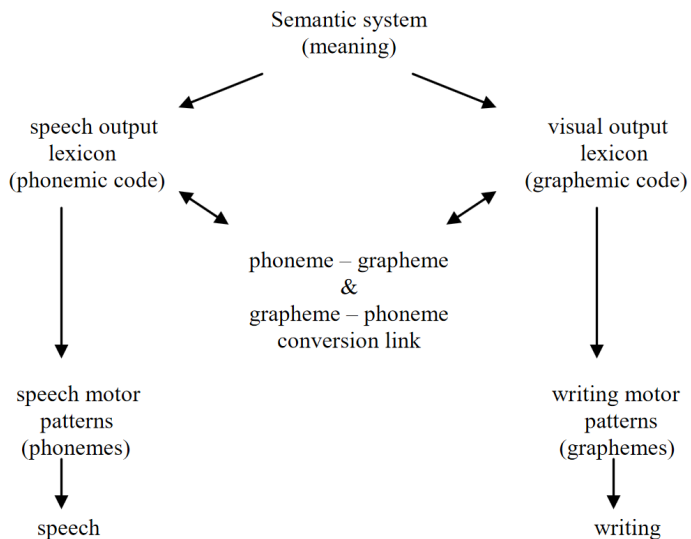 Semantic system
(meaning)
speech output
lexicon
(phonemic code)
visual output
lexicon
(graphemic code)
phoneme – grapheme
&
grapheme – phoneme
conversion link
speech motor
patterns
(phonemes)
writing motor
patterns
(graphemes)
speech
writing